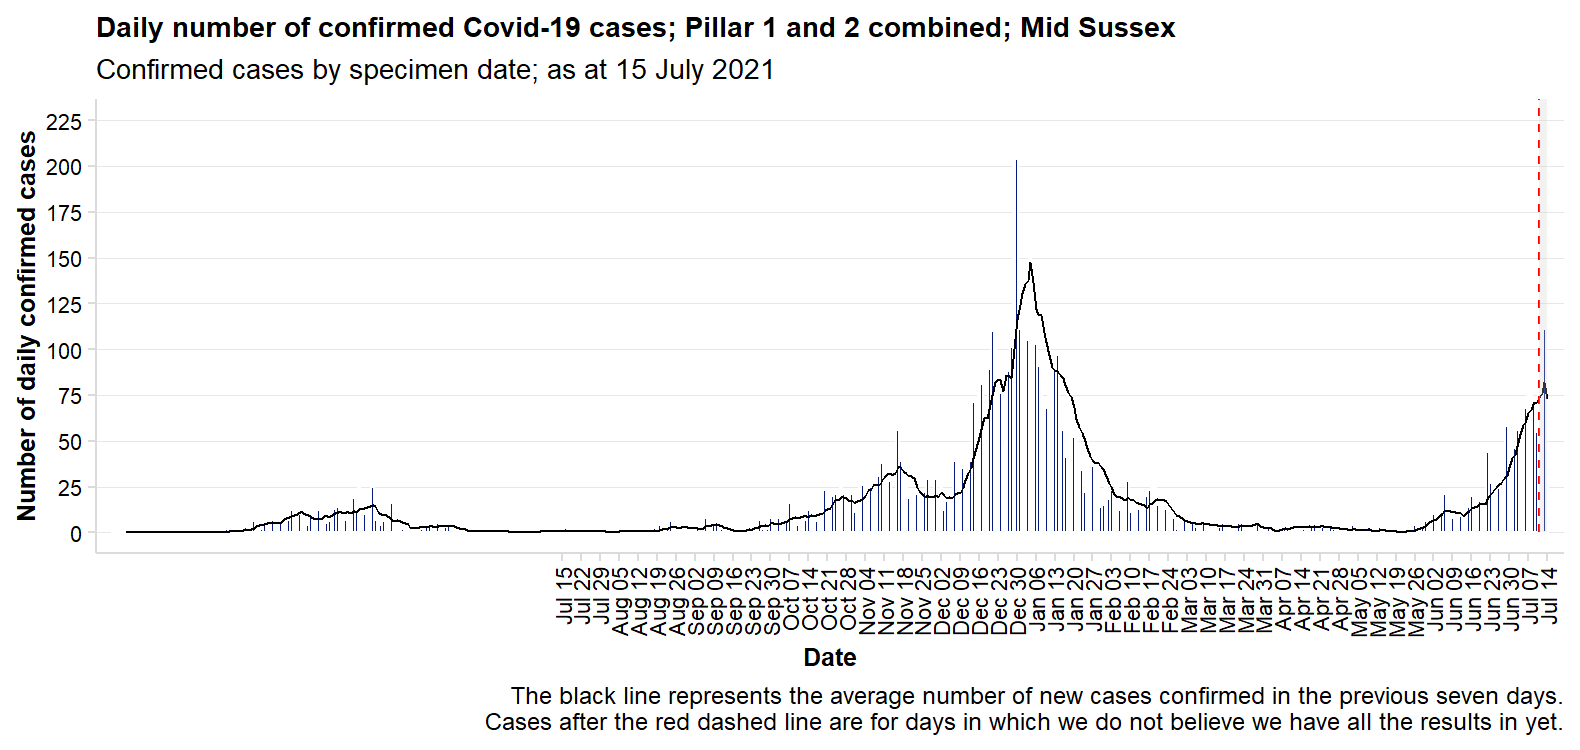 Daily number of confirmed Covid-19 cases; Pillar 1 and 2 combined; Mid Sussex
Confirmed cases by specimen date; as at 15 July 2021
Number of daily confirmed cases
225
200
175
150
125
100
75
50
25
0
Jul 15
Jul 22
Jul 29
Aug 05
Aug 12
Aug 19
Aug 26
Sep 02
Sep 09
Sep 16
Sep 23
Sep 30
Oct 07
Oct 14
Oct 21
Oct 28
Nov 04
Nov 11
Nov 18
Nov 25
Dec 02
Dec 09
Dec 16
Dec 23
Dec 30
Jan 06
Jan 13
Jan 20
Jan 27
Feb 03
Feb 10
Feb 17
Feb 24
Mar 03
Mar 10
Mar 17
Mar 24
Mar 31
Apr 07
Apr 14
Apr 21
Apr 28
May 05
May 12
May 19
May 26
Jun 02
Jun 09
Jun 16
Jun 23
Jun 30
Jul 07
Jul 14
Date
The black line represents the average number of new cases confirmed in the previous seven days.
Cases after the red dashed line are for days in which we do not believe we have all the results in yet.